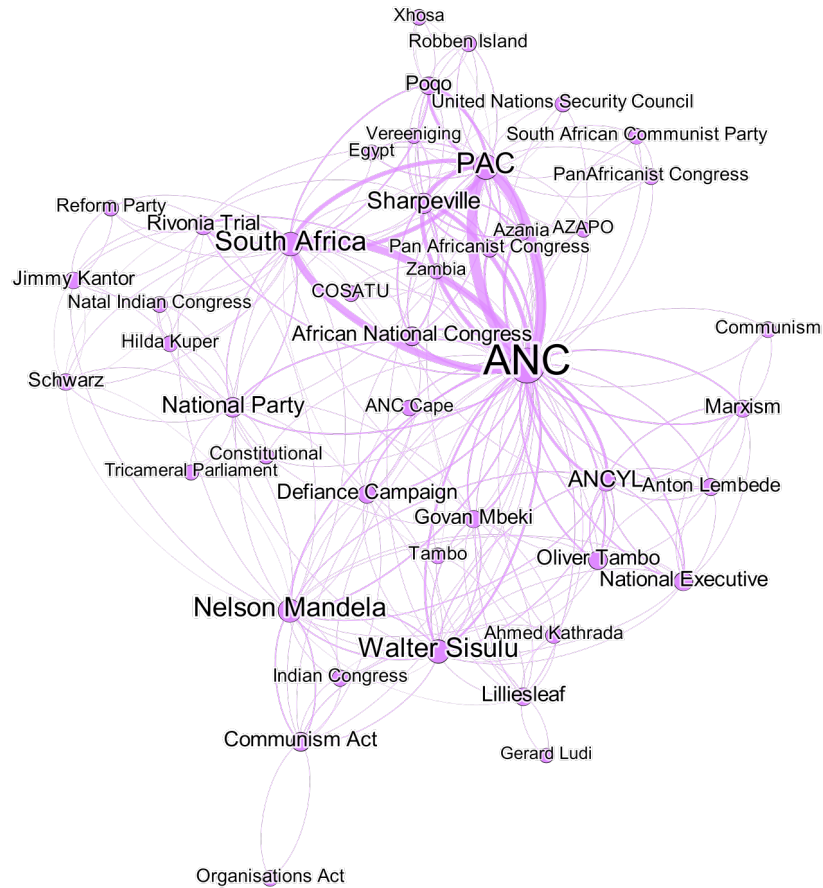 Xhosa
Robben Island
Poqo
United Nations Security Council
Vereeniging
South African Communist Party
Egypt
PAC
PanAfricanist Congress
Sharpeville
Reform Party
Rivonia Trial
Azania
AZAPO
South Africa
Pan Africanist Congress
Zambia
Jimmy Kantor
COSATU
Natal Indian Congress
Communism
African National Congress
Hilda Kuper
ANC
Schwarz
National Party
ANC Cape
Marxism
Constitutional
Tricameral Parliament
ANCYL
Anton Lembede
Defiance Campaign
Govan Mbeki
Tambo
Oliver Tambo
National Executive
Nelson Mandela
Ahmed Kathrada
Walter Sisulu
Indian Congress
Lilliesleaf
Communism Act
Gerard Ludi
Organisations Act